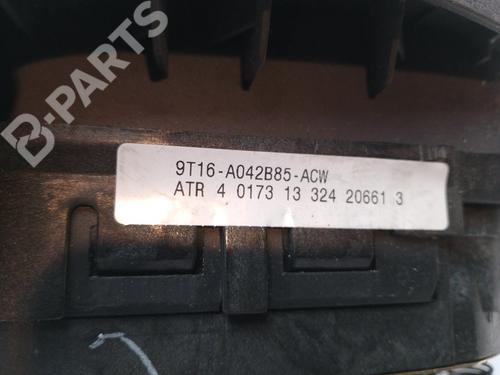 B-PARTS
9T16-A042B85-ACW
ATR 4 0173 13 324 20661 3